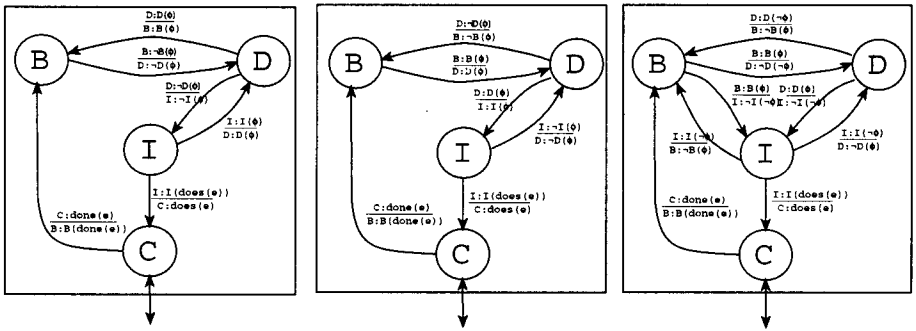 D:D(φ)
B:B(φ)
B
B:¬B(φ)
D:¬D(φ)
D
D:¬D(φ)
I:¬I(φ)
I:I(φ)
D:D(φ)
I
I:I(does(e))
C:does(e)
C:done(e)
B:B(done(e))
C
D:¬D(φ)
B:¬B(φ)
B
B:B(φ)
D:D(φ)
D
D:D(φ)
I:I(φ)
I:¬I(φ)
D:¬D(φ)
I
I:I(does(e))
C:does(e)
C:done(e)
B:B(done(e))
C
D:D(¬φ)
B:¬B(φ)
B
B:B(φ)
D:¬D(¬φ)
D
B:B(φ)
I:¬I(¬φ)
D:D(φ)
I:¬I(¬φ)
I:I(¬φ)
B:¬B(φ)
I
I:I(¬φ)
D:¬D(φ)
I:I(does(e))
C:does(e)
C:done(e)
B:B(done(e))
C